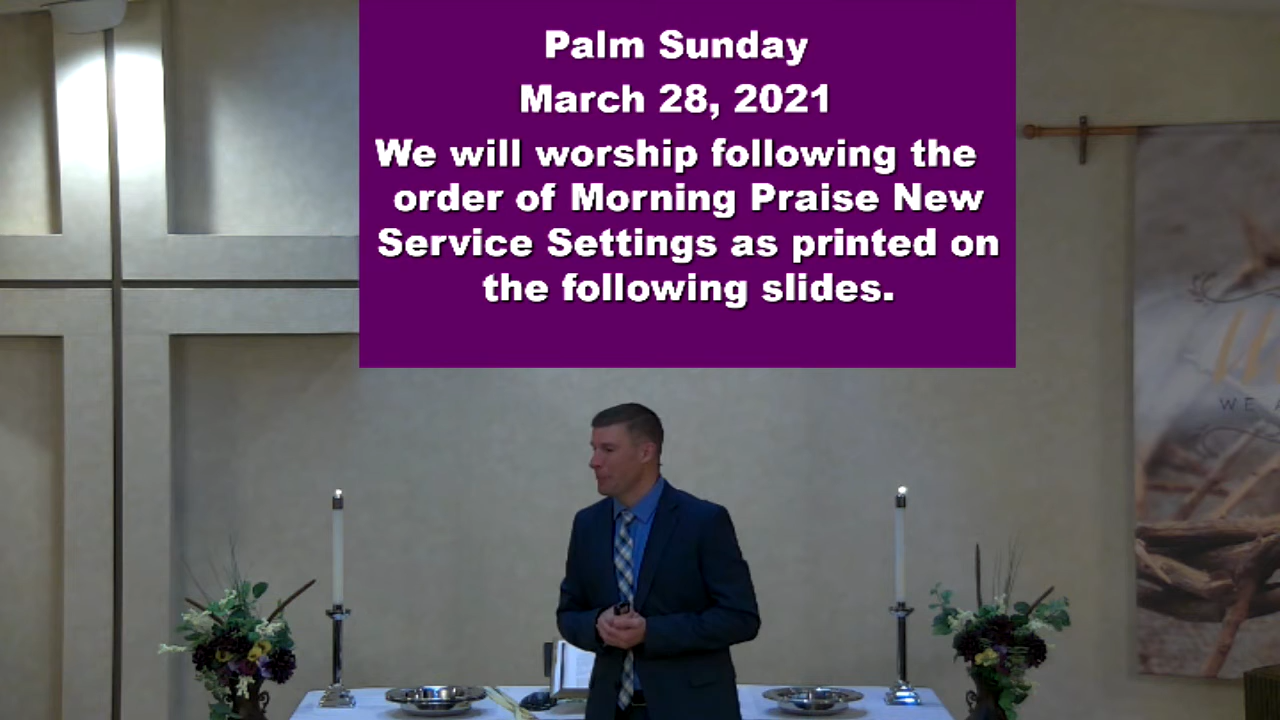 Palm Sunday
March 28, 2021
We will worship following the
order of Morning Praise New
Service Settings as printed on
the following slides.
WE